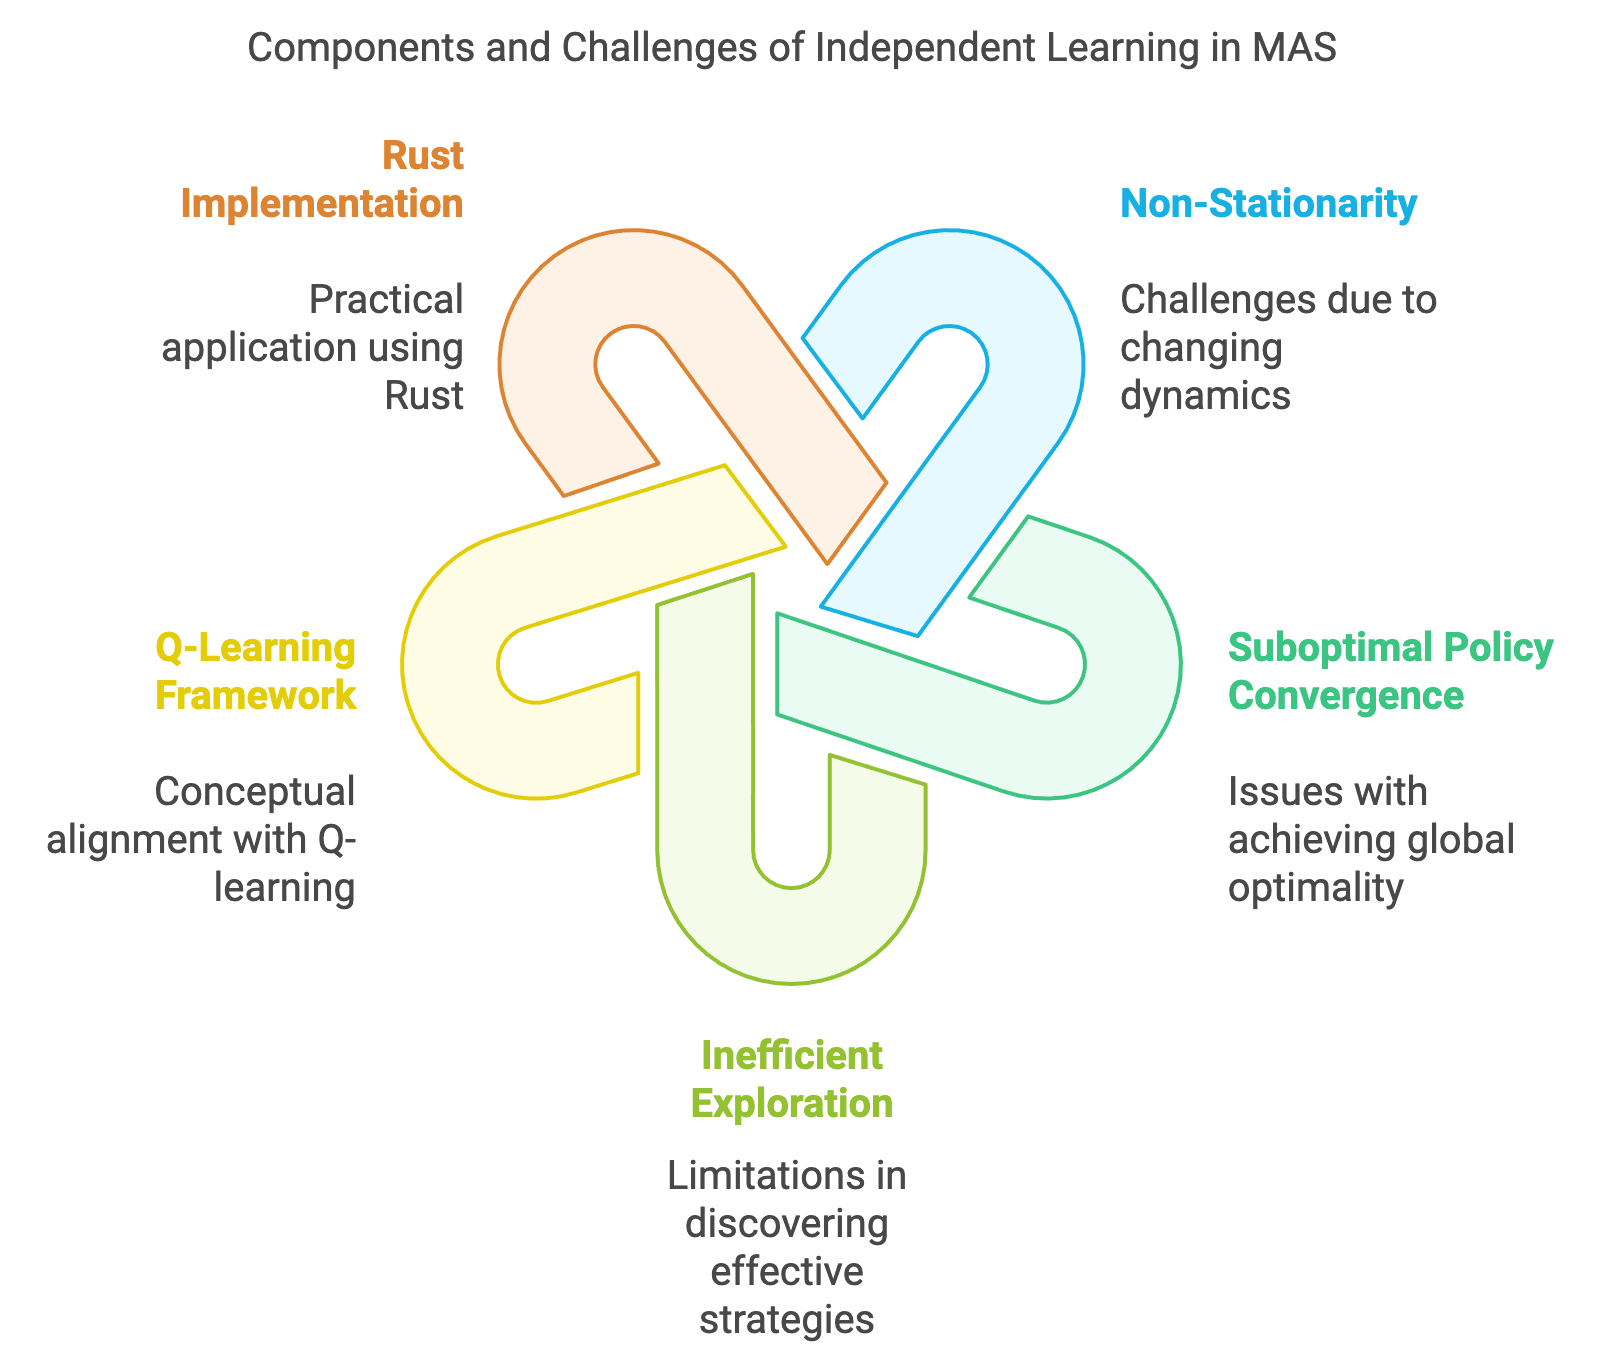 Components and Challenges of Independent Learning in MAS
Rust
Implementation
Practical
application using
Rust
Non-Stationarity
Challenges due to
changing
dynamics
Q-Learning
Framework
Conceptual
alignment with Q-
learning
Suboptimal Policy
Convergence
Issues with
achieving global
optimality
Inefficient
Exploration
Limitations in
discovering
effective
strategies